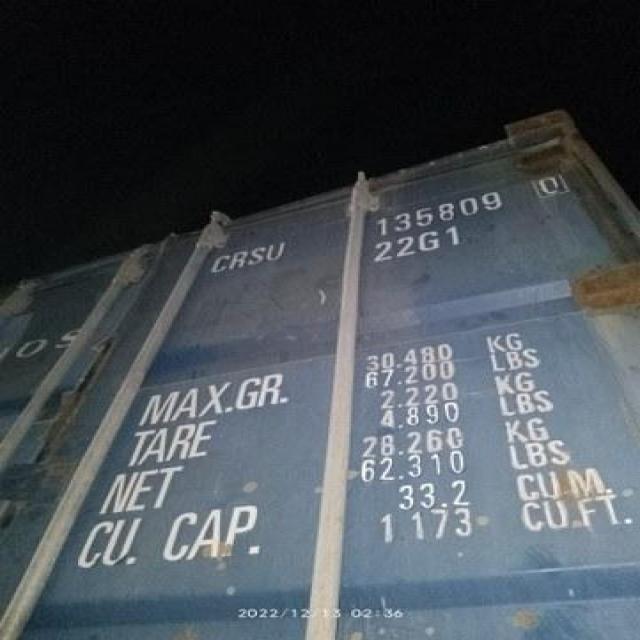 CRSU 135809 0
22G1
MAX.GR. 30.480 KG
67.200 LBS
TARE 2.220 KG
4.890 LBS
NET 28.260 KG
62.310 LBS
CU. CAP. 33.2 CU.M.
1 173 CU.FT.
2022/12/13 02:36